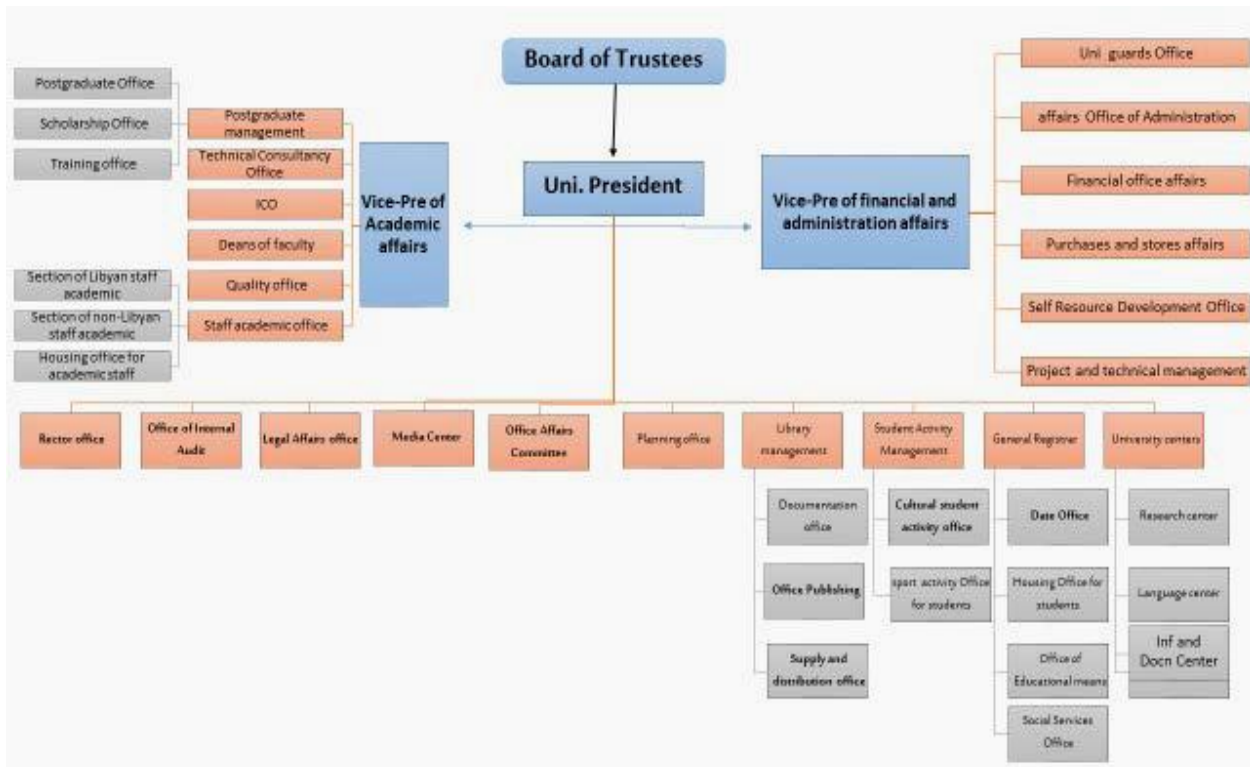 Board of Trustees
Uni. President
Vice-Pre of
Academic
affairs
Vice-Pre of financial and
administration affairs
Postgraduate Office
Scholarship Office
Training office
Postgraduate
management
Technical Consultancy
Office
ICO
Deans of faculty
Quality office
Staff academic office
Section of Libyan staff
academic
Section of non-Libyan
staff academic
Housing office for
academic staff
Uni guards Office
affairs Office of Administration
Financial office affairs
Purchases and stores affairs
Self Resource Development Office
Project and technical management
Rector office
Office of Internal
Audit
Legal Affairs office
Media Center
Office Affairs
Committee
Planning office
Library
management
Student Activity
Management
General Registrar
University centers
Documentation
office
Office Publishing
Supply and
distribution office
Cultural student
activity office
sport activity Office
for students
Date Office
Housing Office for
students
Office of
Educational means
Social Services
Office
Research center
Language center
Inf and
Docn Center